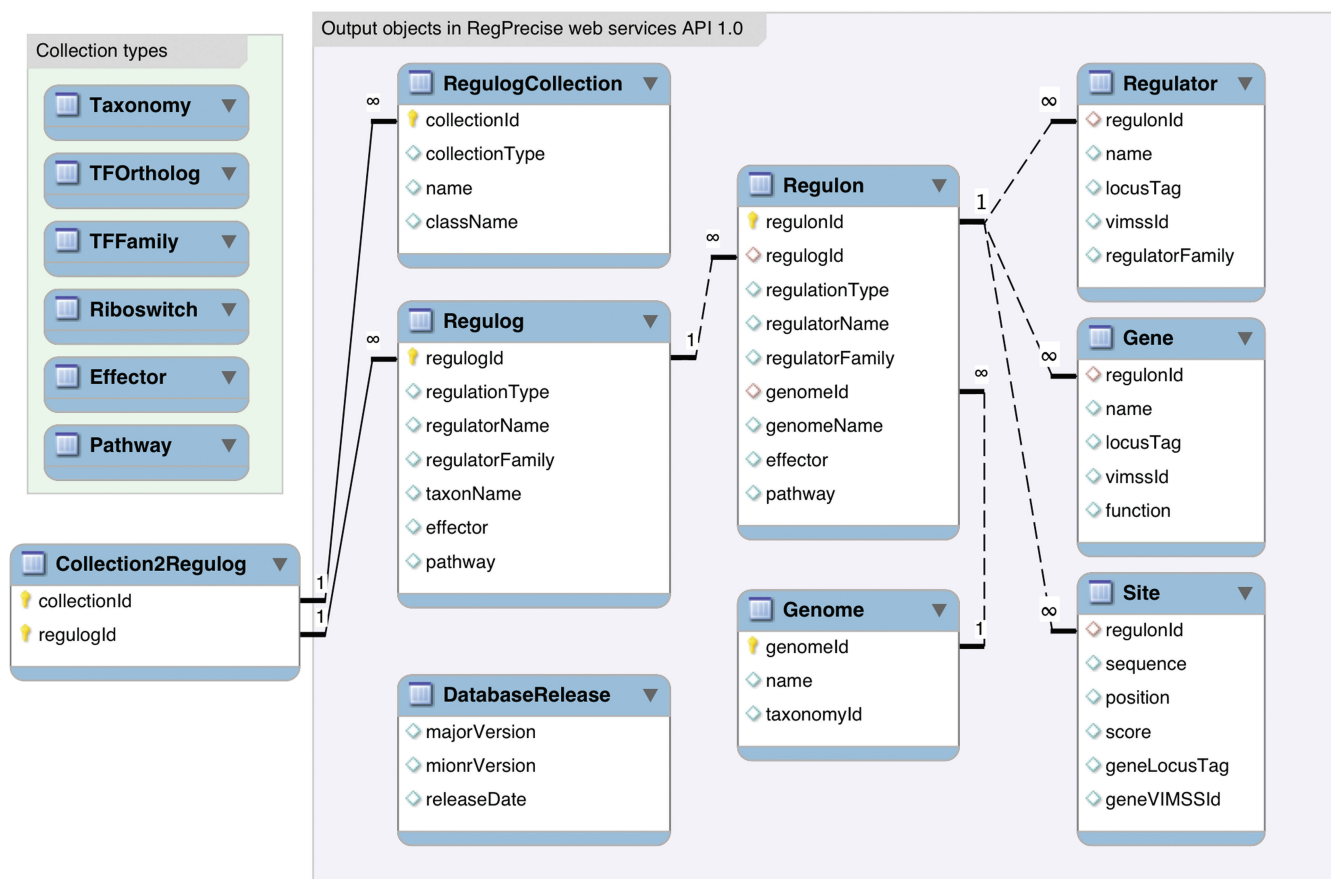 Output objects in RegPrecise web services API 1.0
Collection types
Taxonomy
TFOrtholog
TFFamily
Riboswitch
Effector
Pathway
Collection2Regulog
collectionId
regulogId
1
1
∞
∞
RegulogCollection
collectionId
collectionType
name
className
Regulog
regulogId
regulationType
regulatorName
regulatorFamily
taxonName
effector
pathway
1
∞
DatabaseRelease
majorVersion
mionrVersion
releaseDate
Regulon
regulonId
regulogId
regulationType
regulatorName
regulatorFamily
genomeId
genomeName
effector
pathway
1
∞
1
Genome
genomeId
name
taxonomyId
∞
∞
∞
Regulator
regulonId
name
locusTag
vimssId
regulatorFamily
Gene
regulonId
name
locusTag
vimssId
function
Site
regulonId
sequence
position
score
geneLocusTag
geneVIMSSId